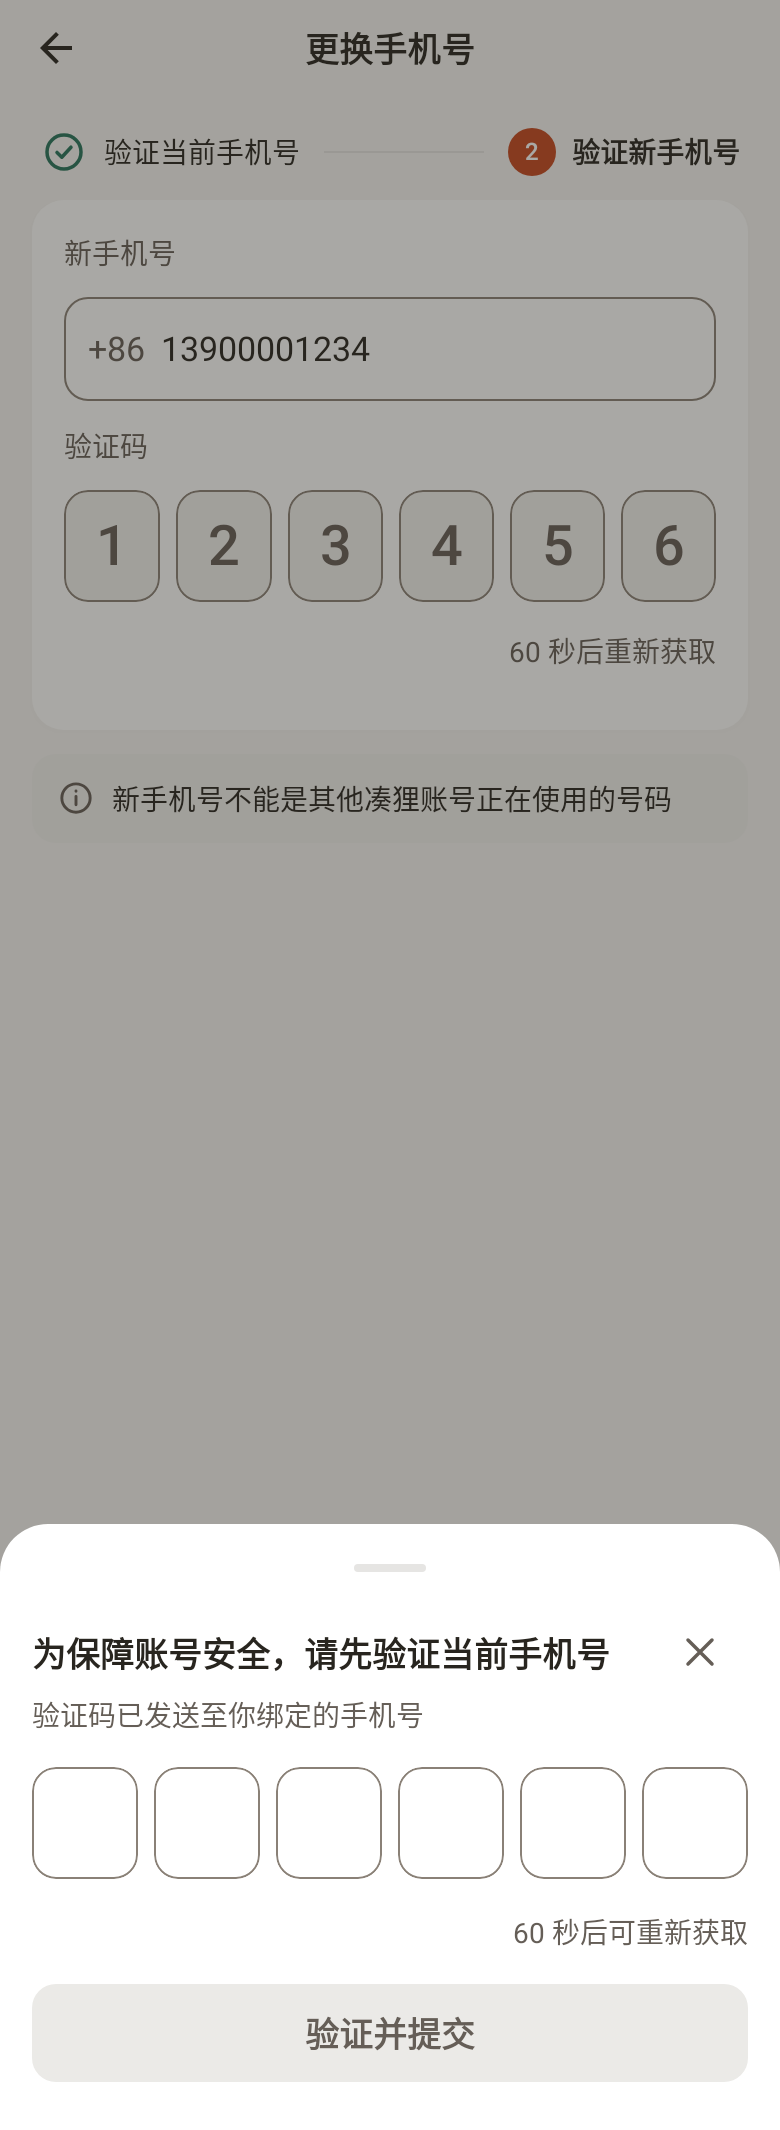 更换手机号
验证当前手机号
2 验证新手机号
新手机号
+86 13900001234
验证码
1 2 3 4 5 6
60 秒后重新获取
新手机号不能是其他凑狸账号正在使用的号码
为保障账号安全，请先验证当前手机号
验证码已发送至你绑定的手机号
60 秒后可重新获取
验证并提交